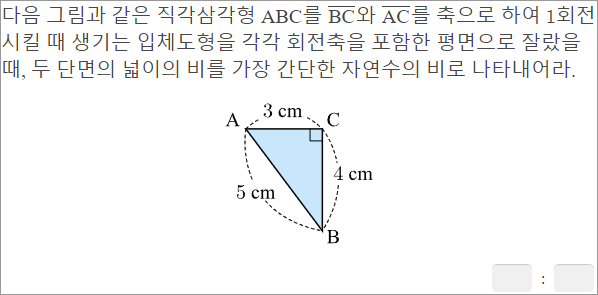 다음 그림과 같은 직각삼각형 ABC를 BC와 AC를 축으로 하여 1회전
시킬 때 생기는 입체도형을 각각 회전축을 포함한 평면으로 잘랐을
때, 두 단면의 넓이의 비를 가장 간단한 자연수의 비로 나타내어라.
3 cm
A
C
4 cm
5 cm
B
: